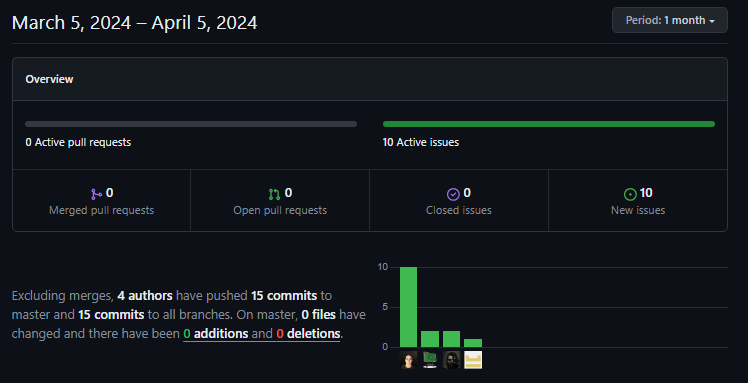 March 5, 2024 – April 5, 2024
Period: 1 month
Overview
0 Active pull requests
10 Active issues
0
Merged pull requests
0
Open pull requests
0
Closed issues
10
New issues
Excluding merges, 4 authors have pushed 15 commits to
master and 15 commits to all branches. On master, 0 files have
changed and there have been 0 additions and 0 deletions.
10
5
0